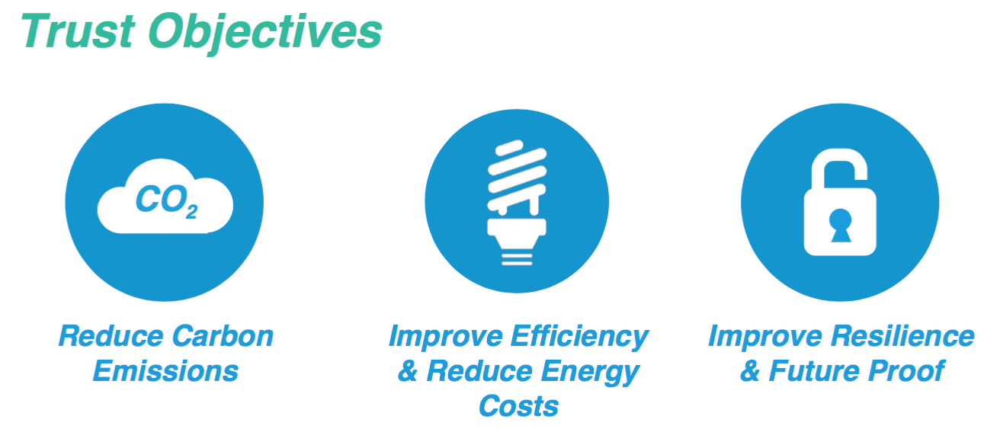 Trust Objectives
CO₂
Reduce Carbon
Emissions
Improve Efficiency
& Reduce Energy
Costs
Improve Resilience
& Future Proof